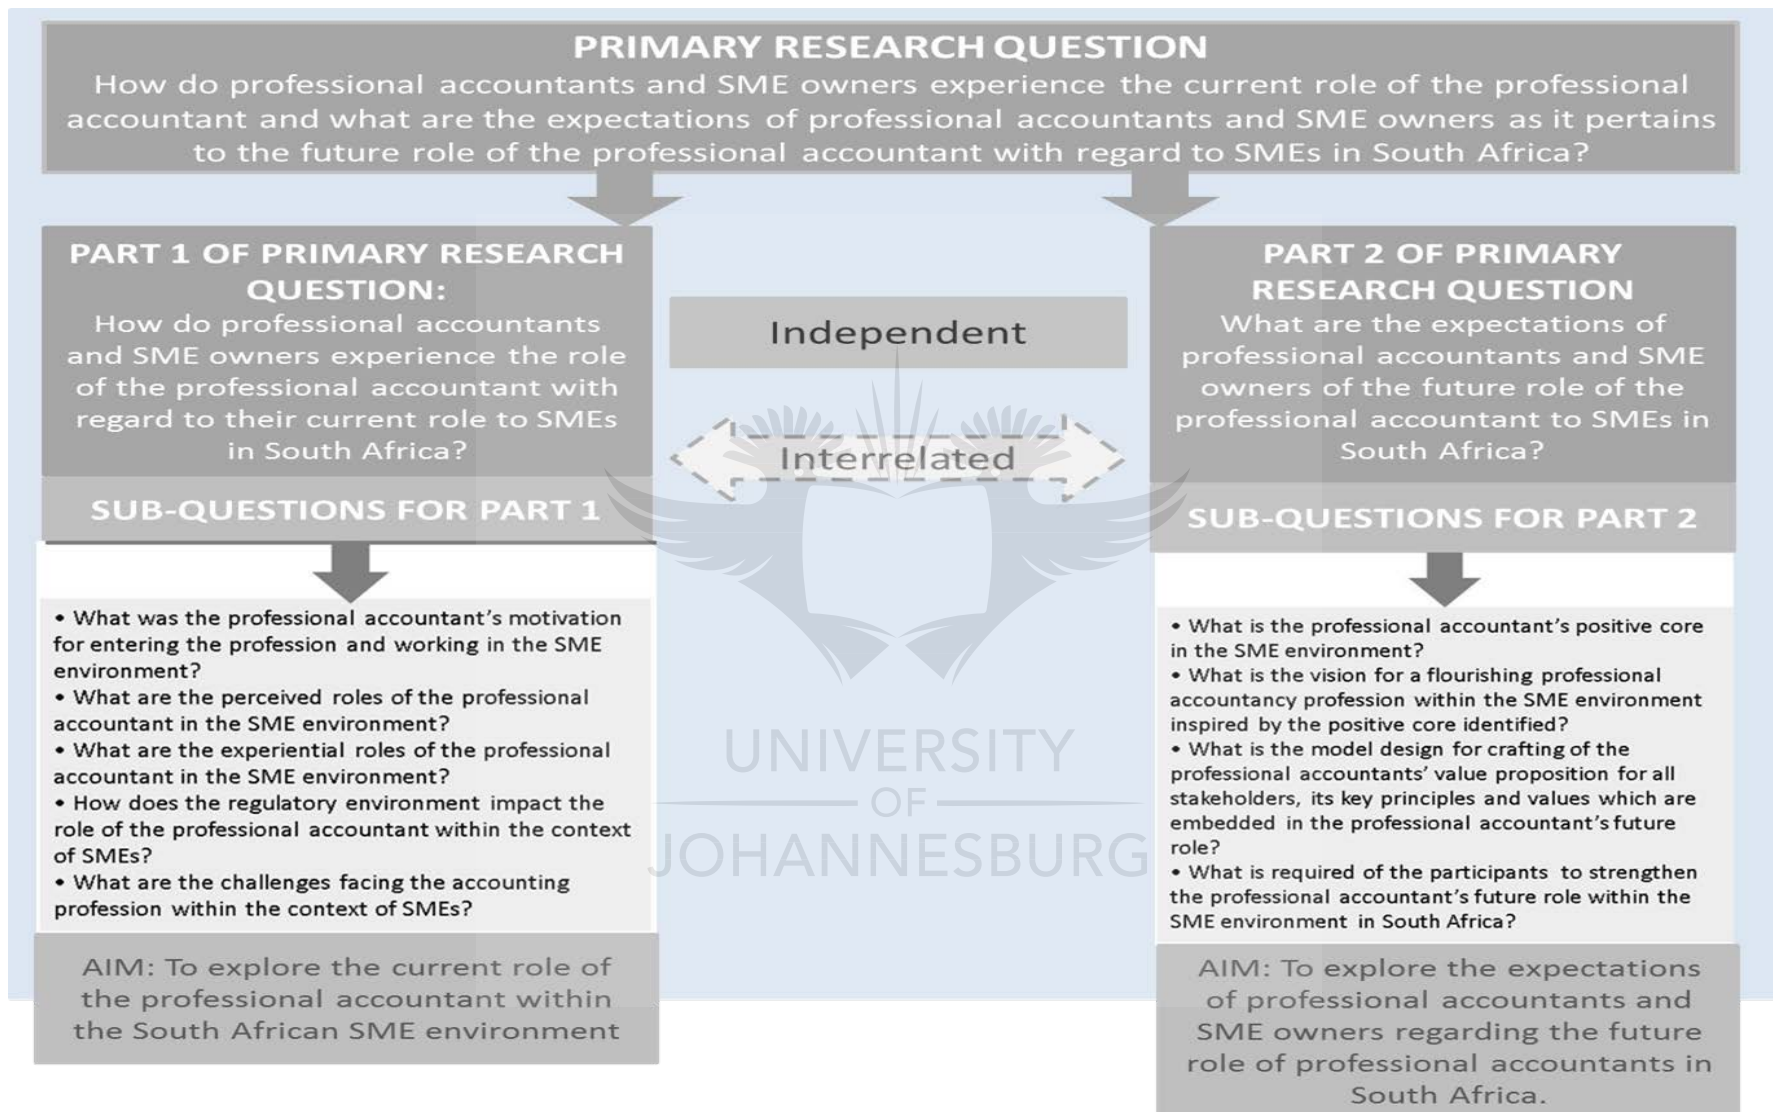 PRIMARY RESEARCH QUESTION
How do professional accountants and SME owners experience the current role of the professional
accountant and what are the expectations of professional accountants and SME owners as it pertains
to the future role of the professional accountant with regard to SMEs in South Africa?
PART 1 OF PRIMARY RESEARCH
QUESTION:
How do professional accountants
and SME owners experience the role
of the professional accountant with
regard to their current role to SMEs
in South Africa?
SUB-QUESTIONS FOR PART 1
• What was the professional accountant's motivation
for entering the profession and working in the SME
environment?
• What are the perceived roles of the professional
accountant in the SME environment?
• What are the experiential roles of the professional
accountant in the SME environment?
• How does the regulatory environment impact the
role of the professional accountant within the context
of SMEs?
• What are the challenges facing the accounting
profession within the context of SMEs?
AIM: To explore the current role of
the professional accountant within
the South African SME environment
Independent
Interrelated
UNIVERSITY
OF
JOHANNESBURG
PART 2 OF PRIMARY
RESEARCH QUESTION
What are the expectations of
professional accountants and SME
owners of the future role of the
professional accountant to SMEs in
South Africa?
SUB-QUESTIONS FOR PART 2
• What is the professional accountant's positive core
in the SME environment?
• What is the vision for a flourishing professional
accountancy profession within the SME environment
inspired by the positive core identified?
• What is the model design for crafting of the
professional accountants' value proposition for all
stakeholders, its key principles and values which are
embedded in the professional accountant's future
role?
• What is required of the participants to strengthen
the professional accountant's future role within the
SME environment in South Africa?
AIM: To explore the expectations
of professional accountants and
SME owners regarding the future
role of professional accountants in
South Africa.